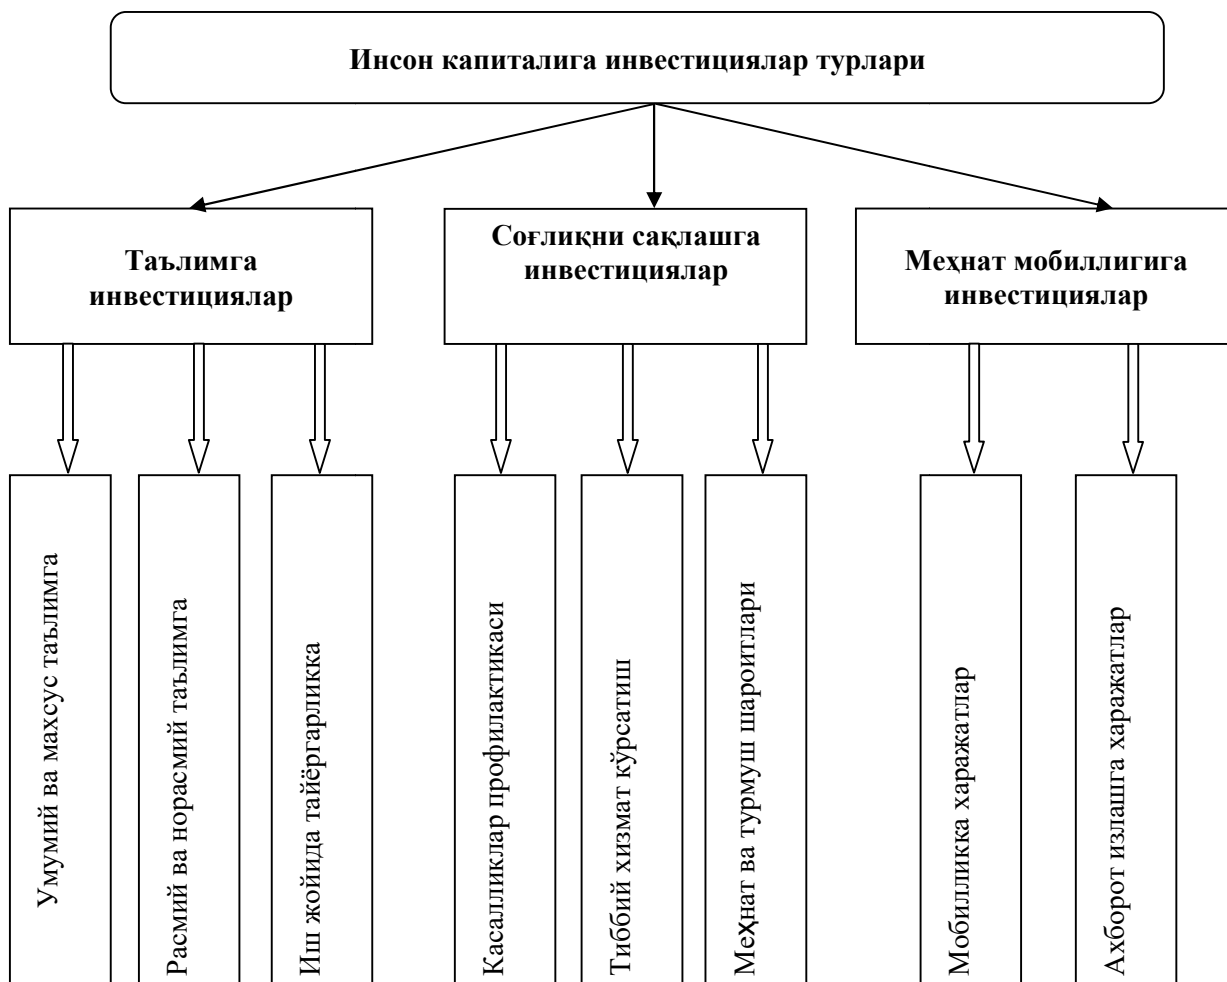 Инсон капиталига инвестициялар турлари
Таълимга
инвестициялар
Соғлиқни сақлашга
инвестициялар
Меҳнат мобиллигига
инвестициялар
Умумий ва махсус таълимга
Расмий ва норасмий таълимга
Иш жойида тайёргарликка
Касалликлар профилактикаси
Тиббий хизмат кўрсатиш
Меҳнат ва турмуш шароитлари
Мобилликка харажатлар
Ахборот излашга харажатлар